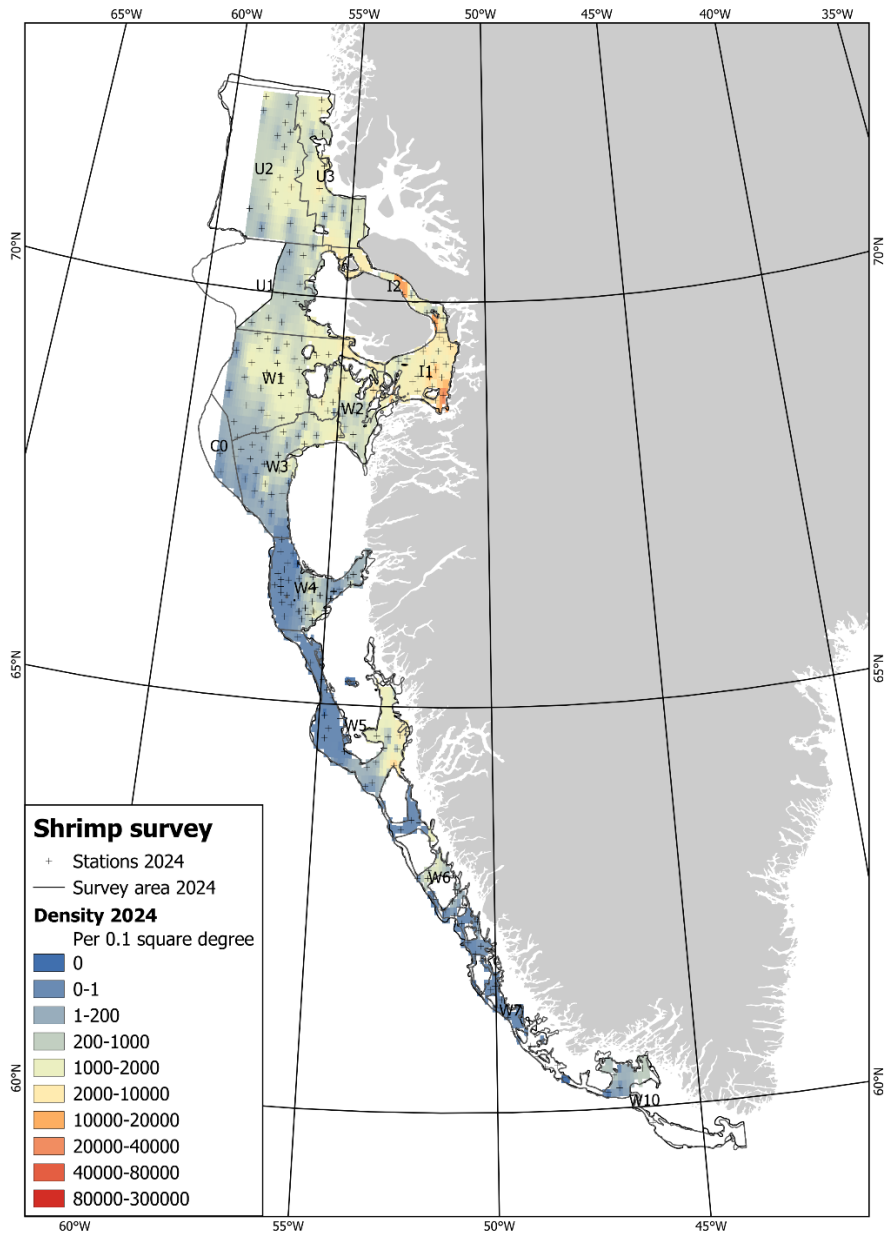 65°W 60°W 55°W 50°W 45°W 40°W 35°W
U2
U3
70°N
70°N
U1
I2
W1
I1
W2
C0
W3
W4
65°N
65°N
W5
Shrimp survey
Stations 2024
Survey area 2024
Density 2024
Per 0.1 square degree
0
0-1
1-200
200-1000
1000-2000
2000-10000
10000-20000
20000-40000
40000-80000
80000-300000
W6
W7
60°N
60°N
W10
60°W 55°W 50°W 45°W